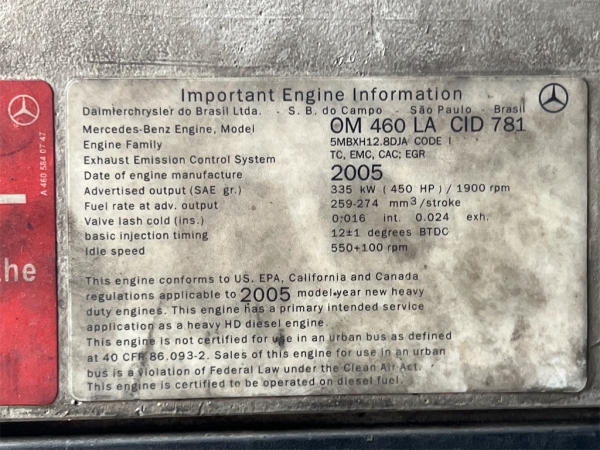 Important Engine Information
Daimlerchrysler do Brasil Ltda. - S. B. do Campo - São Paulo - Brasil
Mercedes-Benz Engine, Model OM 460 LA CID 781
Engine Family 5MBXH12.8DJA CODE I
Exhaust Emission Control System TC, EMC, CAC; EGR
Date of engine manufacture 2005
Advertised output (SAE gr.) 335 kW (450 HP) / 1900 rpm
Fuel rate at adv. output 259-274 mm³/stroke
Valve lash cold (ins.) 0.016 int. 0.024 exh.
basic injection timing 12±1 degrees BTDC
Idle speed 550+100 rpm
This engine conforms to US. EPA, California and Canada
regulations applicable to 2005 model-year new heavy
duty engines. This engine has a primary intended service
application as a heavy HD diesel engine.
This engine is not certified for use in an urban bus as defined
at 40 CFR 86.093-2. Sales of this engine for use in an urban
bus is a violation of Federal Law under the Clean Air Act.
This engine is certified to be operated on diesel fuel.
A 460 584 07 47
the